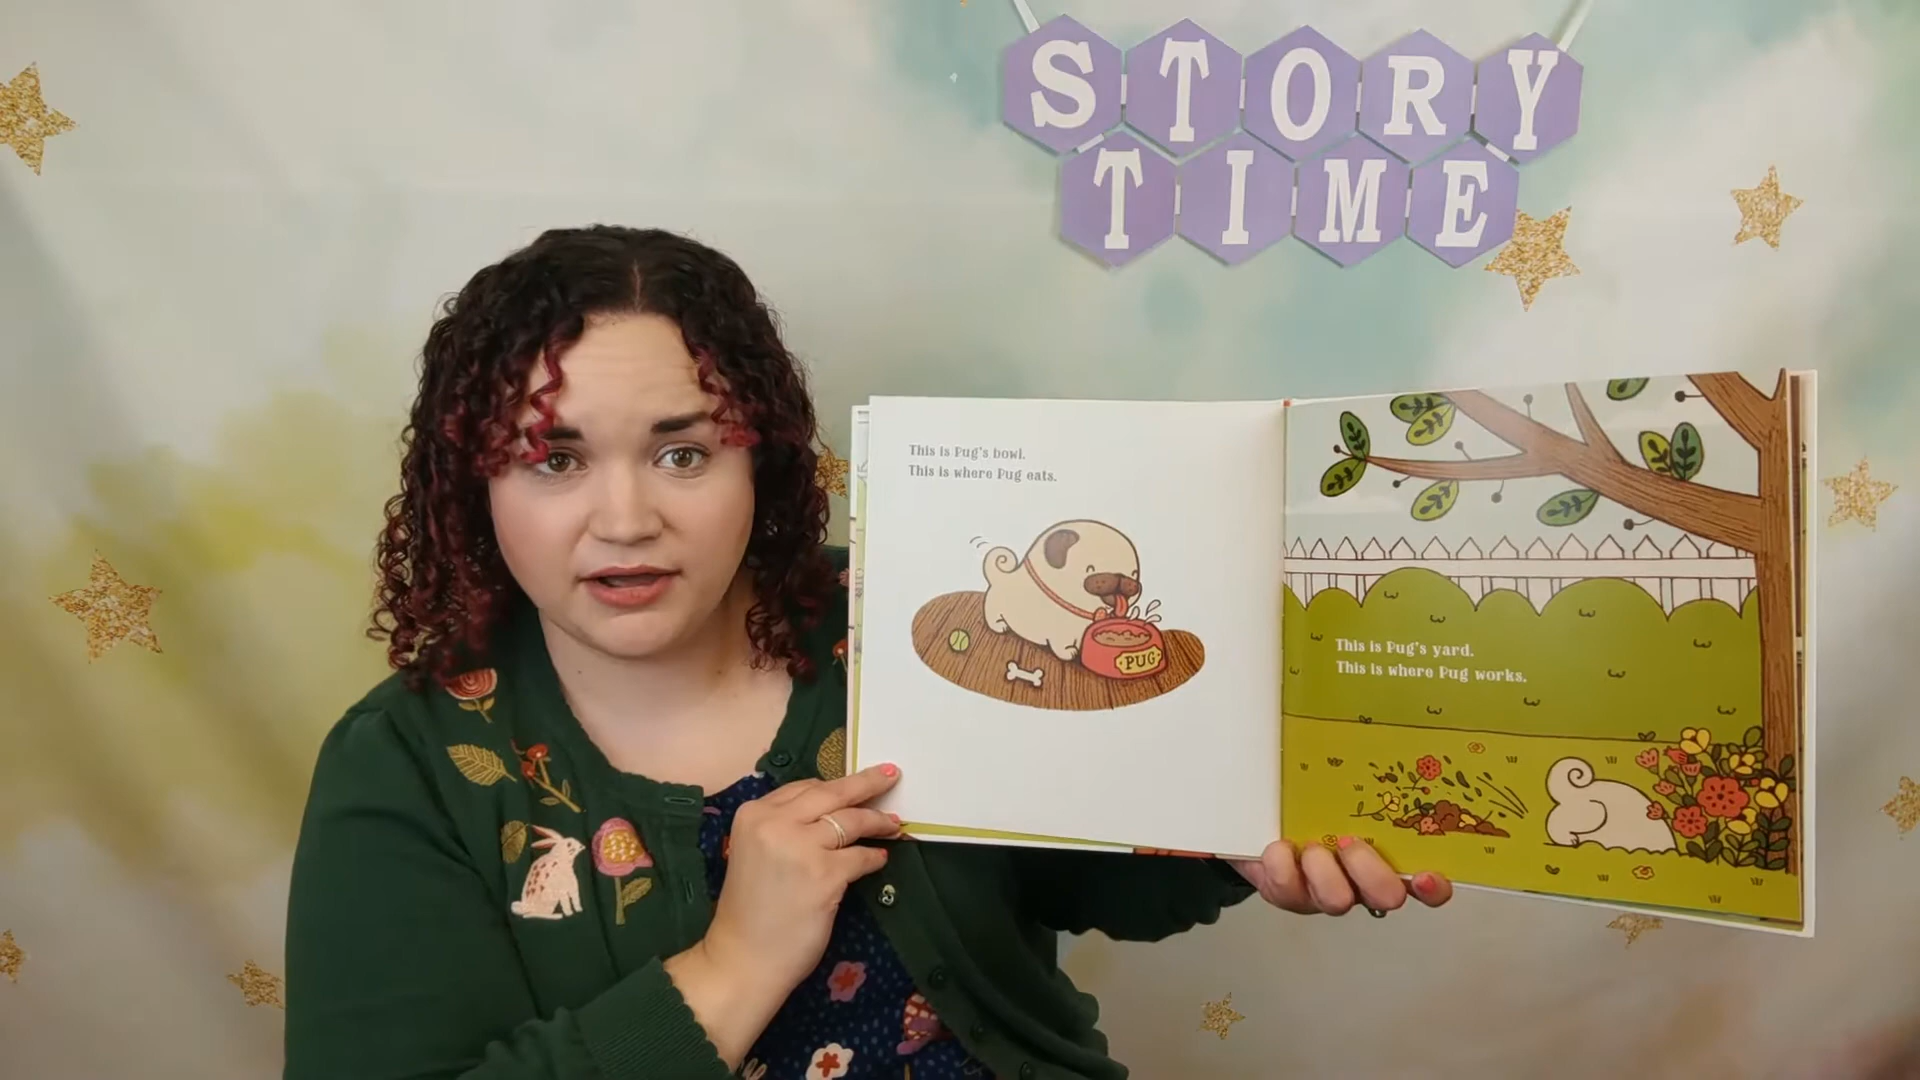 STORY
TIME
This is Pug's bowl.
This is where Pug eats.
PUG
This is Pug's yard.
This is where Pug works.